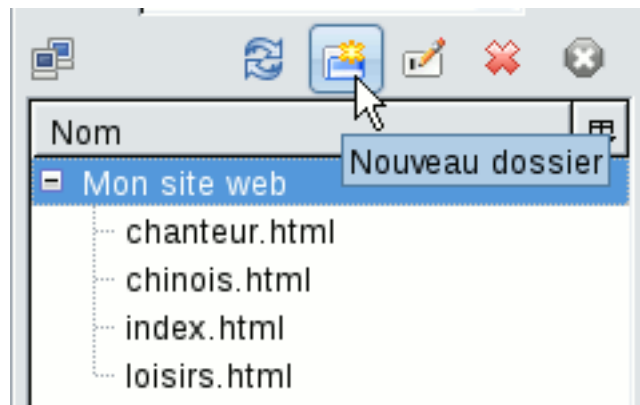 Nom
Nouveau dossier
Mon site web
chanteur.html
chinois.html
index.html
loisirs.html